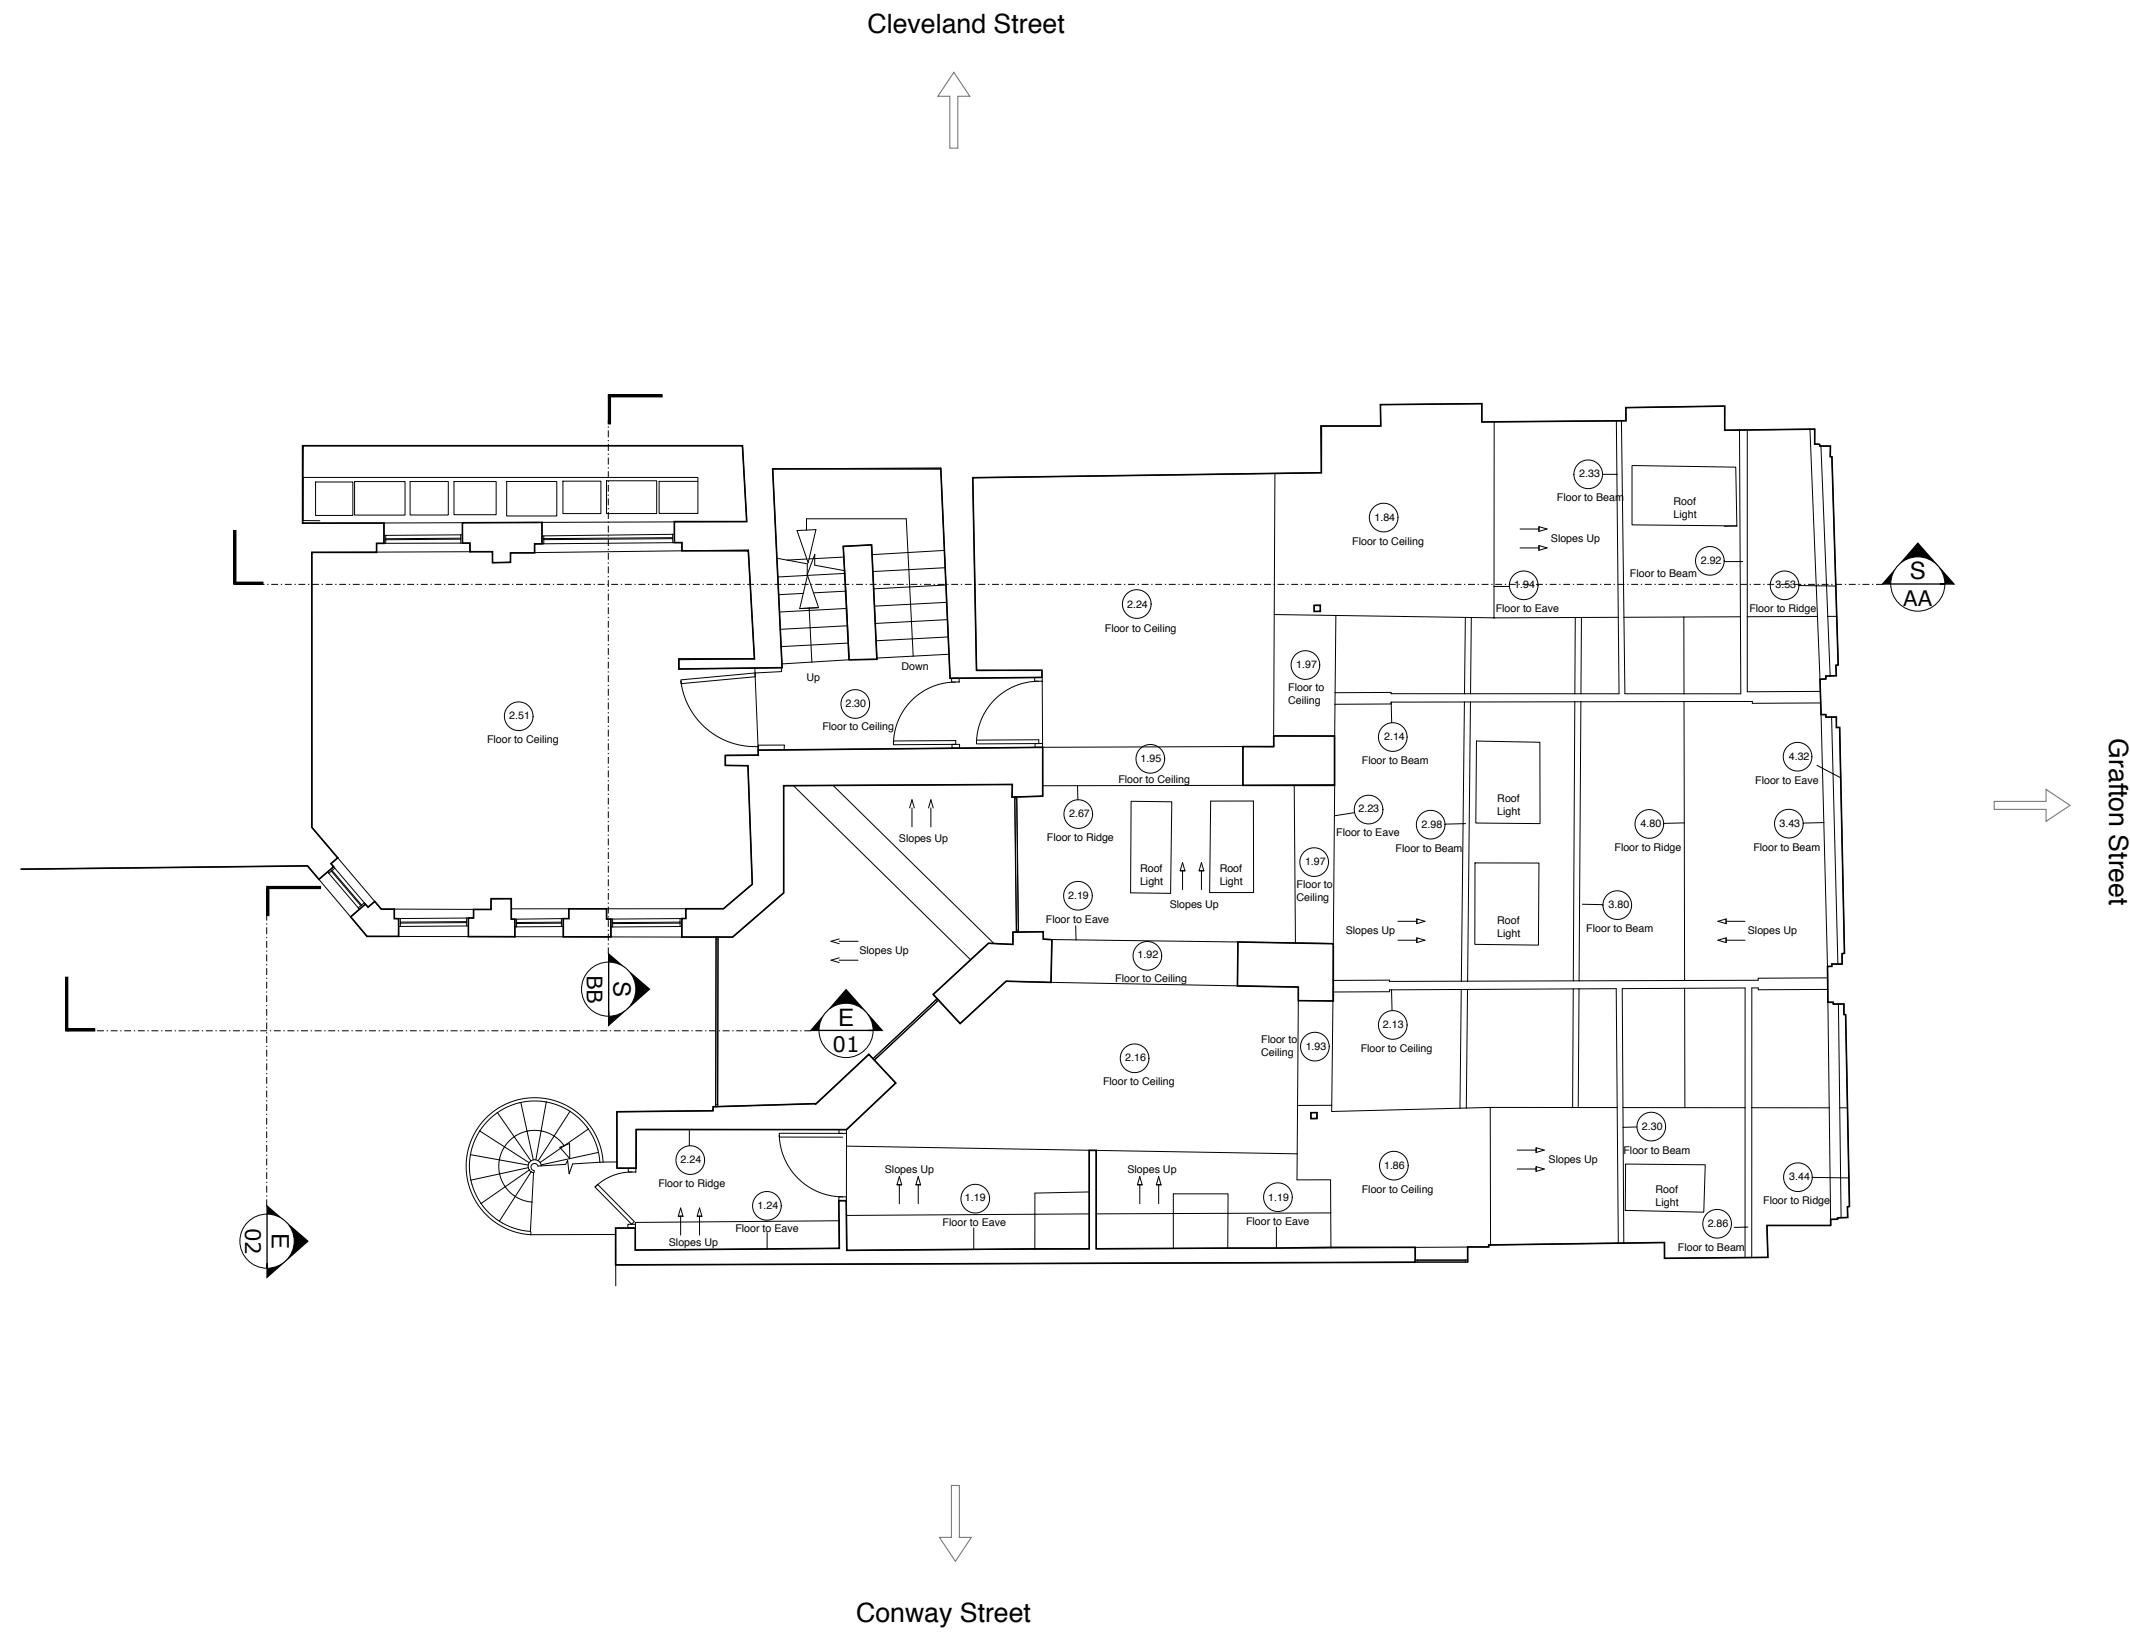 Cleveland Street
2.33
Floor to Beam
Roof
Light
1.84
Floor to Ceiling
Slopes Up
2.92
Floor to Beam
S
AA
1.94
Floor to Eave
3.53
Floor to Ridge
2.24
Floor to Ceiling
Up
Down
1.97
Floor to
Ceiling
2.51
Floor to Ceiling
2.30
Floor to Ceiling
2.14
Floor to Beam
1.95
Floor to Ceiling
4.32
Floor to Eave
Grafton Street
2.67
Floor to Ridge
2.23
Floor to Eave
Roof
Light
2.98
Floor to Beam
4.80
Floor to Ridge
3.43
Floor to Beam
Slopes Up
Roof
Light
Roof
Light
1.97
Floor to
Ceiling
2.19
Floor to Eave
Slopes Up
3.80
Floor to Beam
Roof
Light
Slopes Up
Slopes Up
Slopes Up
1.92
Floor to Ceiling
S
BB
E
01
2.13
Floor to Ceiling
Floor to
Ceiling
1.93
2.16
Floor to Ceiling
2.30
Floor to Beam
2.24
Floor to Ridge
Slopes Up
Slopes Up
1.86
Floor to Ceiling
Slopes Up
Roof
Light
3.44
Floor to Ridge
1.24
Floor to Eave
1.19
Floor to Eave
1.19
Floor to Eave
2.86
Floor to Beam
Slopes Up
E
02
Conway Street